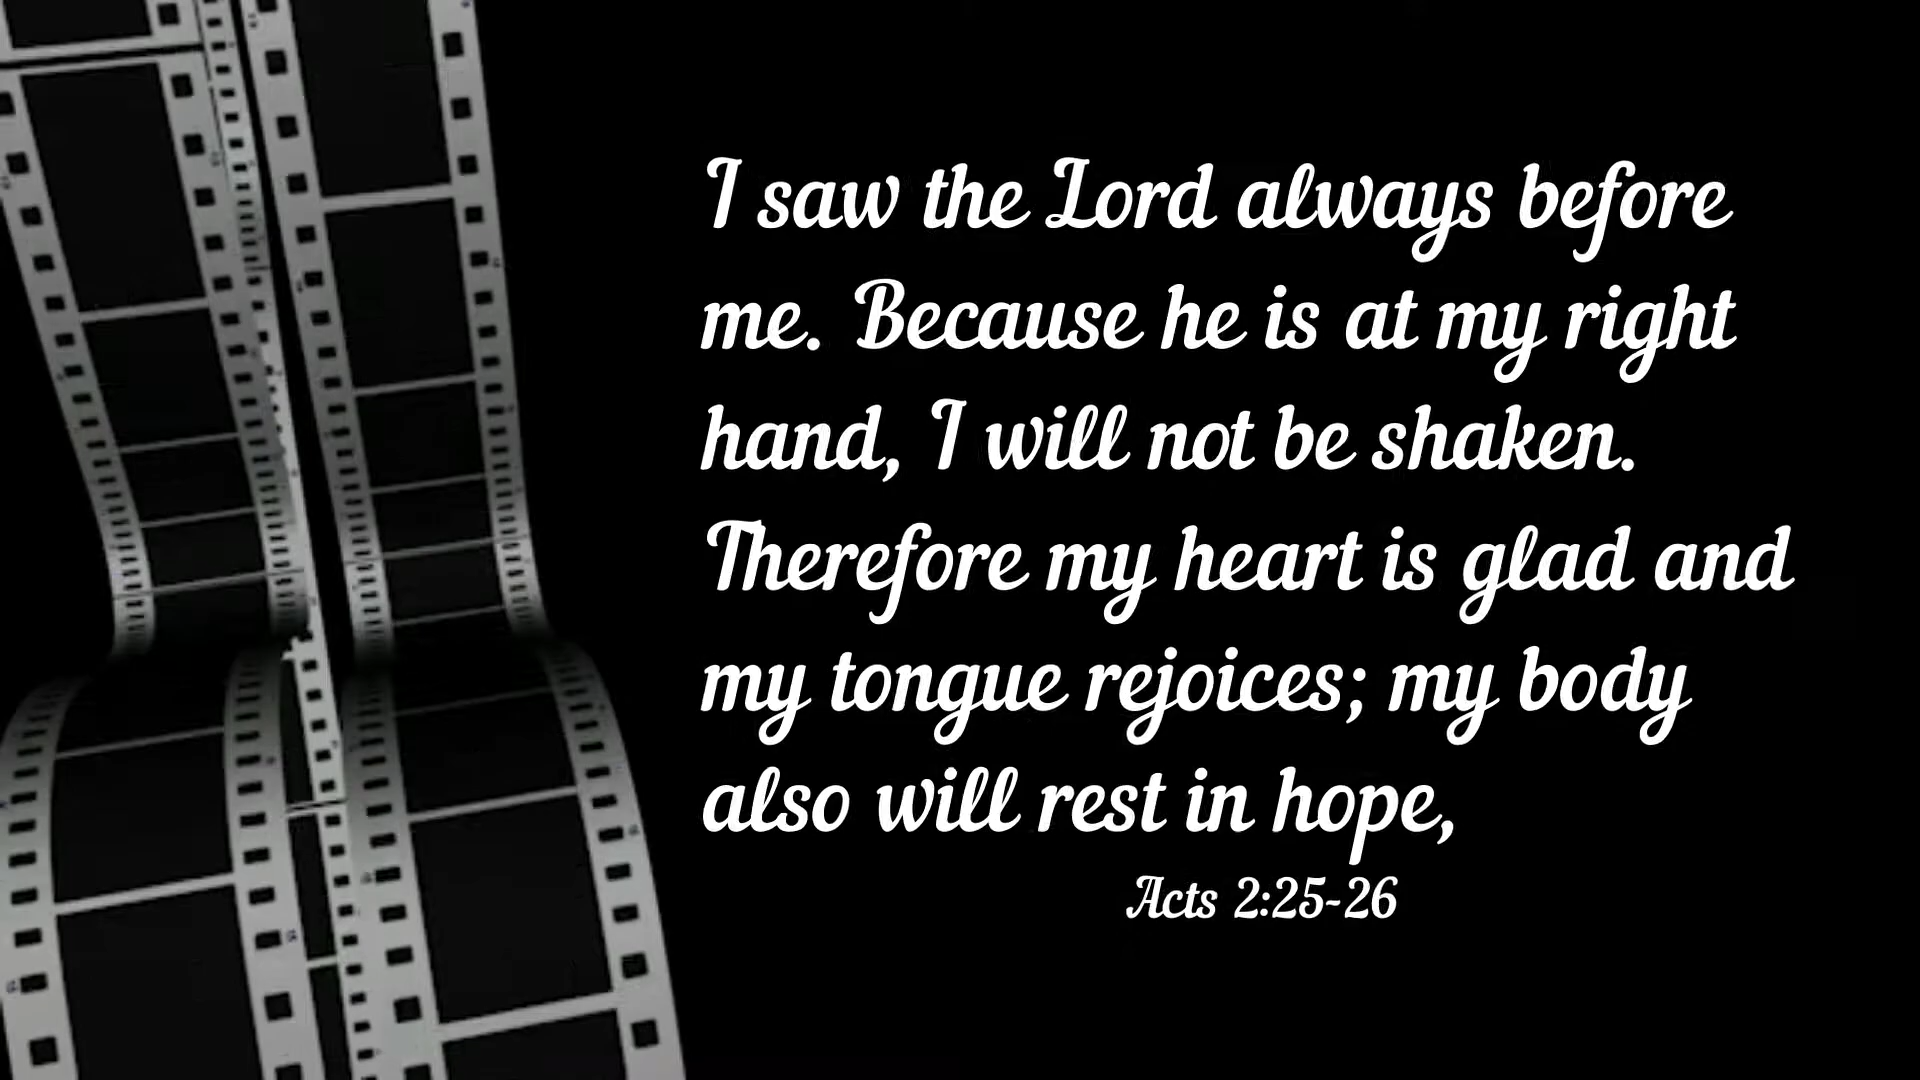 I saw the Lord always before
me. Because he is at my right
hand, I will not be shaken.
Therefore my heart is glad and
my tongue rejoices; my body
also will rest in hope,
Acts 2:25-26